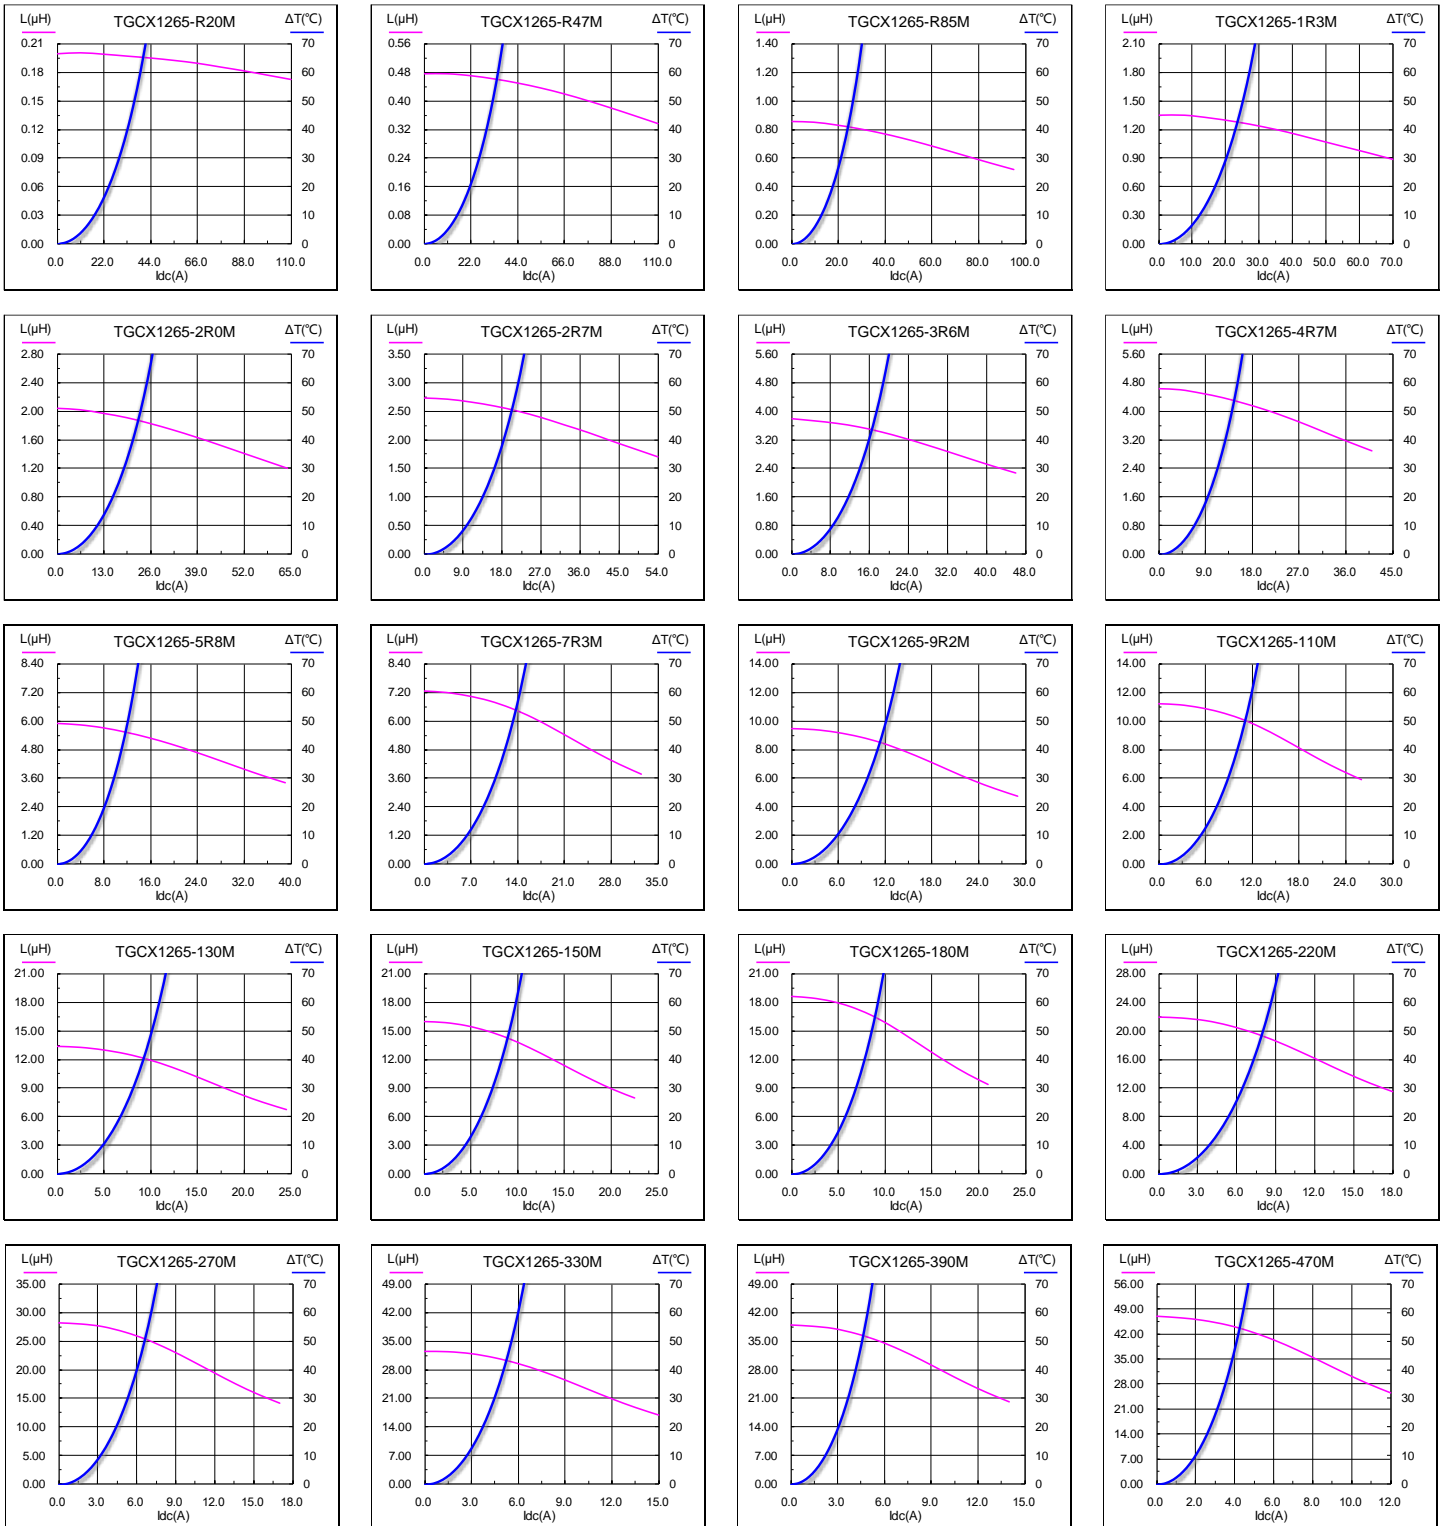 L(μH) TGCX1265-R20M ΔT(℃)
0.21 70
0.18 60
0.15 50
0.12 40
0.09 30
0.06 20
0.03 10
0.00 0
0.0 22.0 44.0 66.0 88.0 110.0
Idc(A)
L(μH) TGCX1265-R47M ΔT(℃)
0.56 70
0.48 60
0.40 50
0.32 40
0.24 30
0.16 20
0.08 10
0.00 0
0.0 22.0 44.0 66.0 88.0 110.0
Idc(A)
L(μH) TGCX1265-R85M ΔT(℃)
1.40 70
1.20 60
1.00 50
0.80 40
0.60 30
0.40 20
0.20 10
0.00 0
0.0 20.0 40.0 60.0 80.0 100.0
Idc(A)
L(μH) TGCX1265-1R3M ΔT(℃)
2.10 70
1.80 60
1.50 50
1.20 40
0.90 30
0.60 20
0.30 10
0.00 0
0.0 10.0 20.0 30.0 40.0 50.0 60.0 70.0
Idc(A)
L(μH) TGCX1265-2R0M ΔT(℃)
2.80 70
2.40 60
2.00 50
1.60 40
1.20 30
0.80 20
0.40 10
0.00 0
0.0 13.0 26.0 39.0 52.0 65.0
Idc(A)
L(μH) TGCX1265-2R7M ΔT(℃)
3.50 70
3.00 60
2.50 50
2.00 40
1.50 30
1.00 20
0.50 10
0.00 0
0.0 9.0 18.0 27.0 36.0 45.0 54.0
Idc(A)
L(μH) TGCX1265-3R6M ΔT(℃)
5.60 70
4.80 60
4.00 50
3.20 40
2.40 30
1.60 20
0.80 10
0.00 0
0.0 8.0 16.0 24.0 32.0 40.0 48.0
Idc(A)
L(μH) TGCX1265-4R7M ΔT(℃)
5.60 70
4.80 60
4.00 50
3.20 40
2.40 30
1.60 20
0.80 10
0.00 0
0.0 9.0 18.0 27.0 36.0 45.0
Idc(A)
L(μH) TGCX1265-5R8M ΔT(℃)
8.40 70
7.20 60
6.00 50
4.80 40
3.60 30
2.40 20
1.20 10
0.00 0
0.0 8.0 16.0 24.0 32.0 40.0
Idc(A)
L(μH) TGCX1265-7R3M ΔT(℃)
8.40 70
7.20 60
6.00 50
4.80 40
3.60 30
2.40 20
1.20 10
0.00 0
0.0 7.0 14.0 21.0 28.0 35.0
Idc(A)
L(μH) TGCX1265-9R2M ΔT(℃)
14.00 70
12.00 60
10.00 50
8.00 40
6.00 30
4.00 20
2.00 10
0.00 0
0.0 6.0 12.0 18.0 24.0 30.0
Idc(A)
L(μH) TGCX1265-110M ΔT(℃)
14.00 70
12.00 60
10.00 50
8.00 40
6.00 30
4.00 20
2.00 10
0.00 0
0.0 6.0 12.0 18.0 24.0 30.0
Idc(A)
L(μH) TGCX1265-130M ΔT(℃)
21.00 70
18.00 60
15.00 50
12.00 40
9.00 30
6.00 20
3.00 10
0.00 0
0.0 5.0 10.0 15.0 20.0 25.0
Idc(A)
L(μH) TGCX1265-150M ΔT(℃)
21.00 70
18.00 60
15.00 50
12.00 40
9.00 30
6.00 20
3.00 10
0.00 0
0.0 5.0 10.0 15.0 20.0 25.0
Idc(A)
L(μH) TGCX1265-180M ΔT(℃)
21.00 70
18.00 60
15.00 50
12.00 40
9.00 30
6.00 20
3.00 10
0.00 0
0.0 5.0 10.0 15.0 20.0 25.0
Idc(A)
L(μH) TGCX1265-220M ΔT(℃)
28.00 70
24.00 60
20.00 50
16.00 40
12.00 30
8.00 20
4.00 10
0.00 0
0.0 3.0 6.0 9.0 12.0 15.0 18.0
Idc(A)
L(μH) TGCX1265-270M ΔT(℃)
35.00 70
30.00 60
25.00 50
20.00 40
15.00 30
10.00 20
5.00 10
0.00 0
0.0 3.0 6.0 9.0 12.0 15.0 18.0
Idc(A)
L(μH) TGCX1265-330M ΔT(℃)
49.00 70
42.00 60
35.00 50
28.00 40
21.00 30
14.00 20
7.00 10
0.00 0
0.0 3.0 6.0 9.0 12.0 15.0
Idc(A)
L(μH) TGCX1265-390M ΔT(℃)
49.00 70
42.00 60
35.00 50
28.00 40
21.00 30
14.00 20
7.00 10
0.00 0
0.0 3.0 6.0 9.0 12.0 15.0
Idc(A)
L(μH) TGCX1265-470M ΔT(℃)
56.00 70
49.00 60
42.00 50
35.00 40
28.00 30
21.00 20
14.00 10
7.00 0
0.00
0.0 2.0 4.0 6.0 8.0 10.0 12.0
Idc(A)